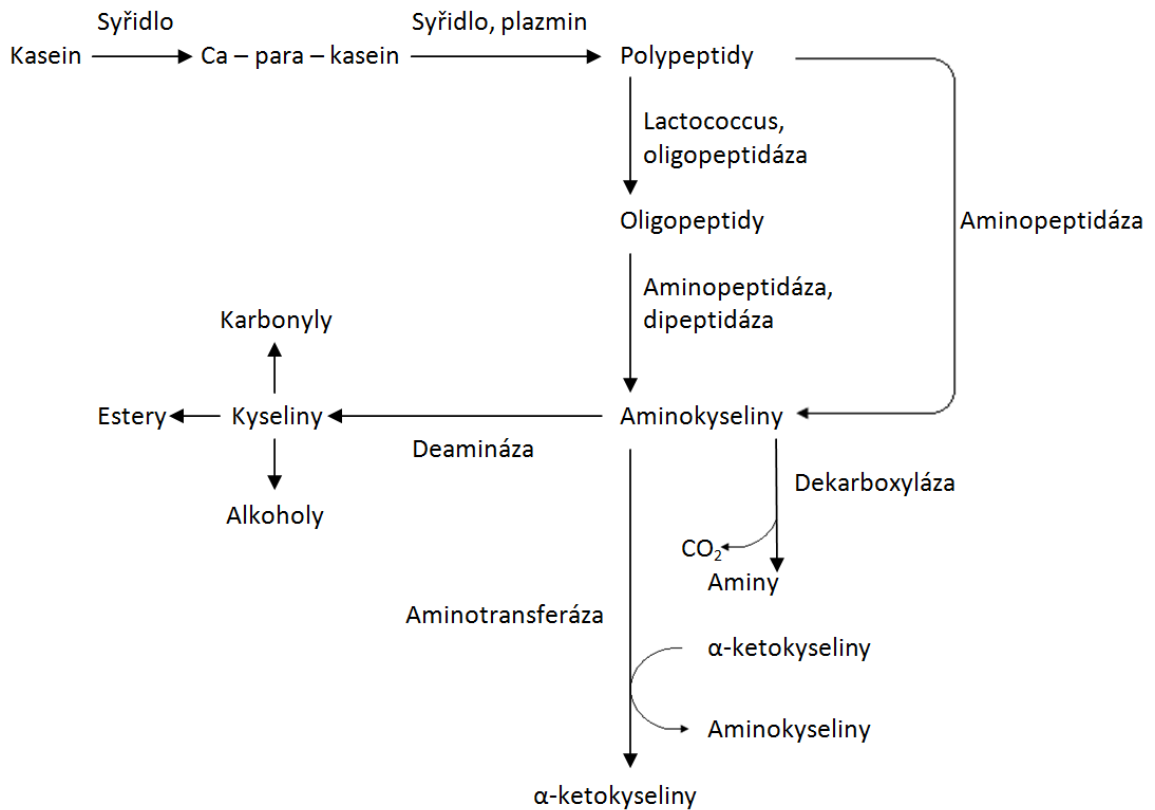 Syřidlo
Syřidlo, plazmin
Kasein
Ca – para – kasein
Polypeptidy
Lactococcus,
oligopeptidáza
Oligopeptidy
Aminopeptidáza
Aminopeptidáza,
dipeptidáza
Karbonyly
Estery
Kyseliny
Aminokyseliny
Deamináza
Dekarboxyláza
Alkoholy
CO₂
Aminy
Aminotransferáza
α-ketokyseliny
Aminokyseliny
α-ketokyseliny